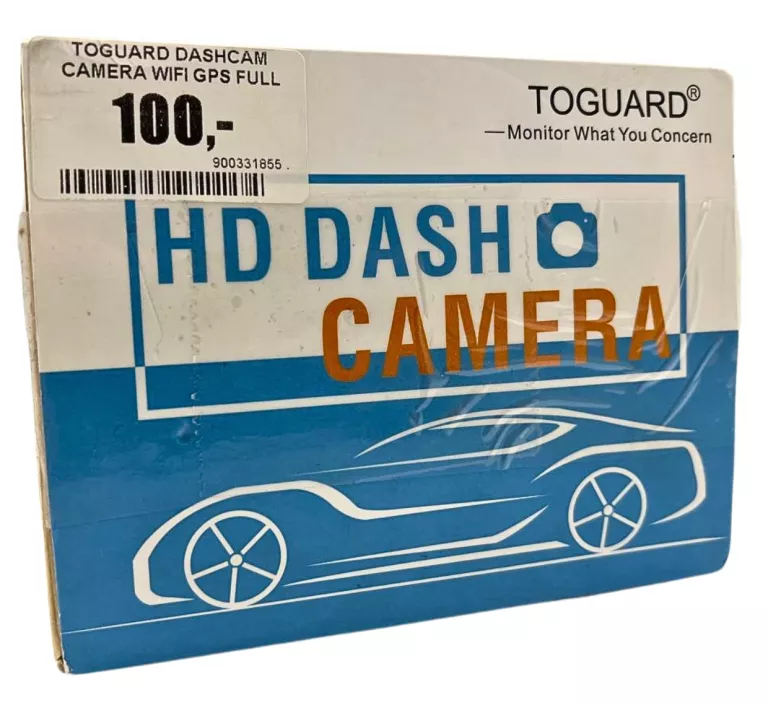 TOGUARD DASHCAM
CAMERA WIFI GPS FULL
100,-
900331855 .
TOGUARD®
—Monitor What You Concern
HD DASH
CAMERA